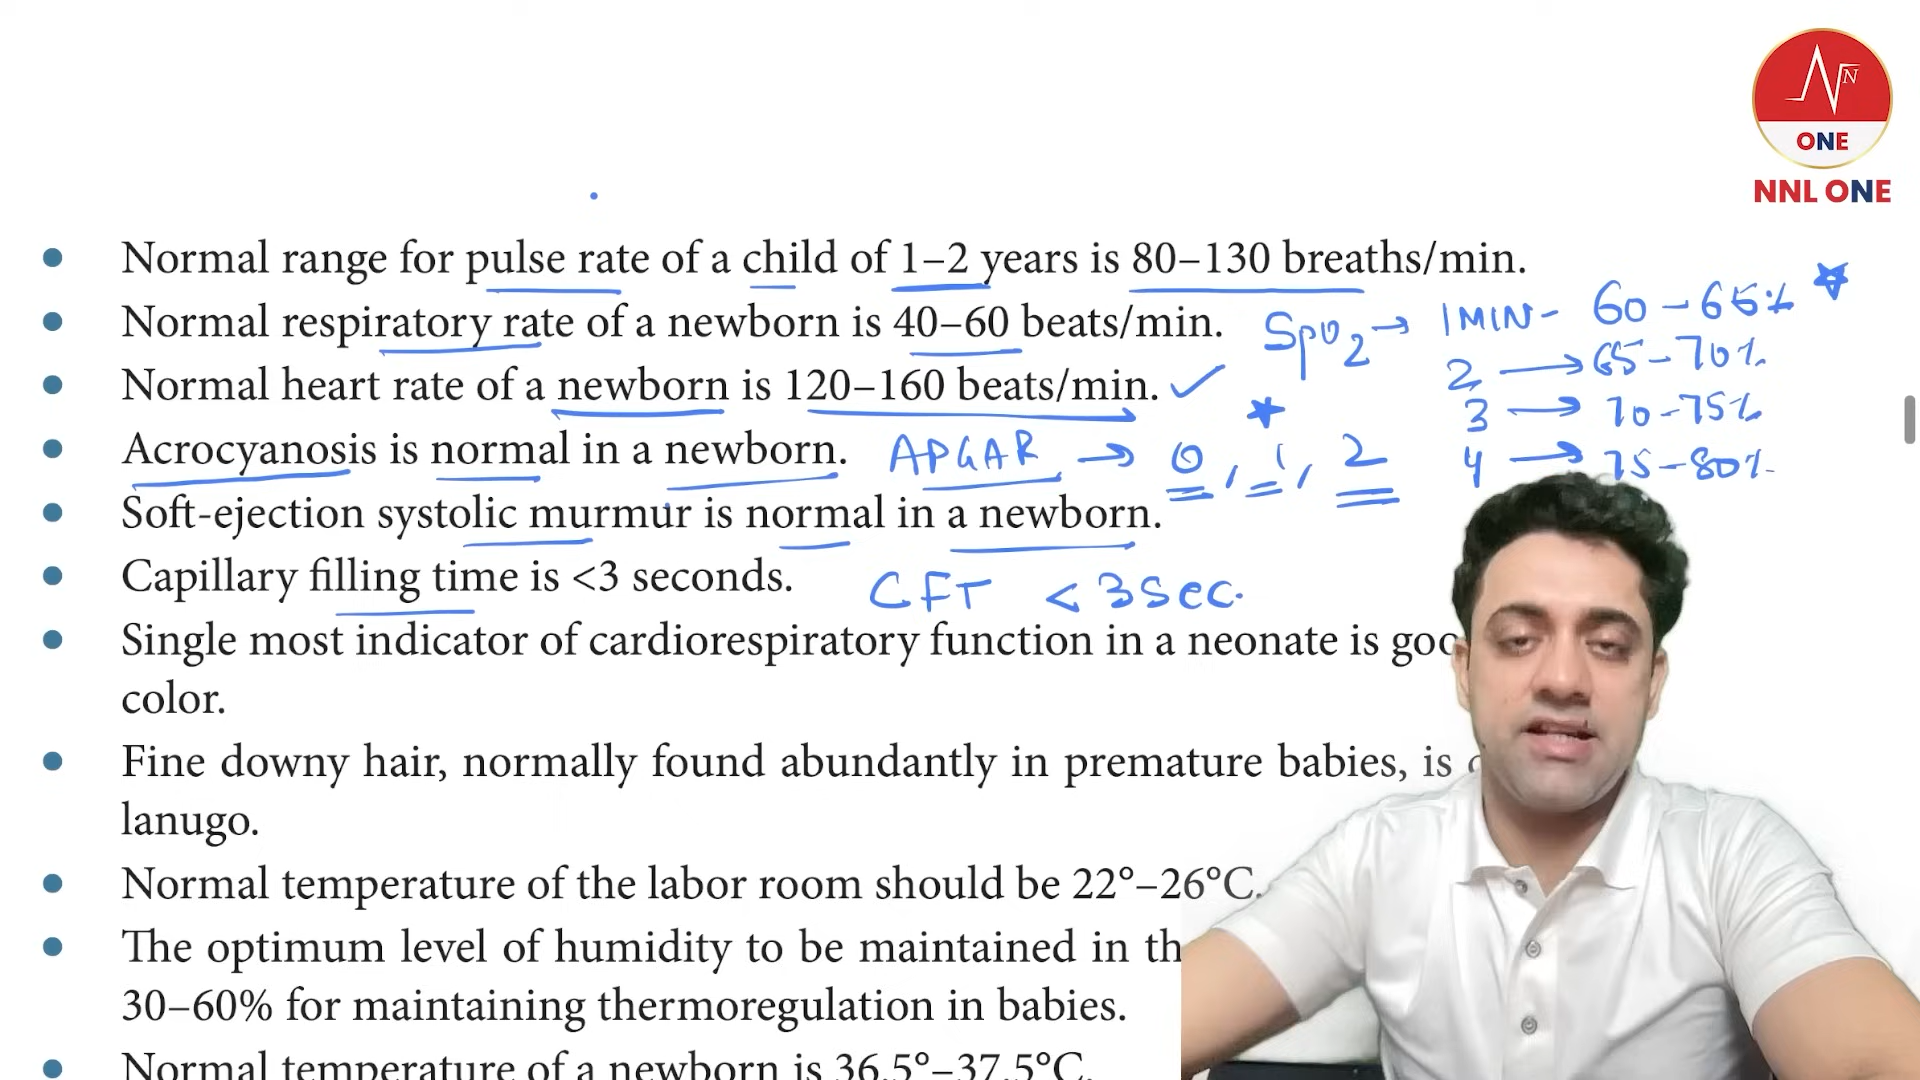 N
ONE
NNL ONE
Normal range for pulse rate of a child of 1–2 years is 80–130 breaths/min.
Normal respiratory rate of a newborn is 40–60 beats/min.
SpO2 → 1MIN- 60-65%
2 → 65-70%
Normal heart rate of a newborn is 120–160 beats/min.
3 → 70-75%
Acrocyanosis is normal in a newborn. APGAR → 0, 1, 2
4 → 75-80%
Soft-ejection systolic murmur is normal in a newborn.
Capillary filling time is <3 seconds. CFT < 3 Sec.
Single most indicator of cardiorespiratory function in a neonate is
color.
Fine downy hair, normally found abundantly in premature babies, is
lanugo.
Normal temperature of the labor room should be 22°–26°C.
The optimum level of humidity to be maintained in
30–60% for maintaining thermoregulation in babies.
Normal temperature of a newborn is 36.5°–37.5°C.